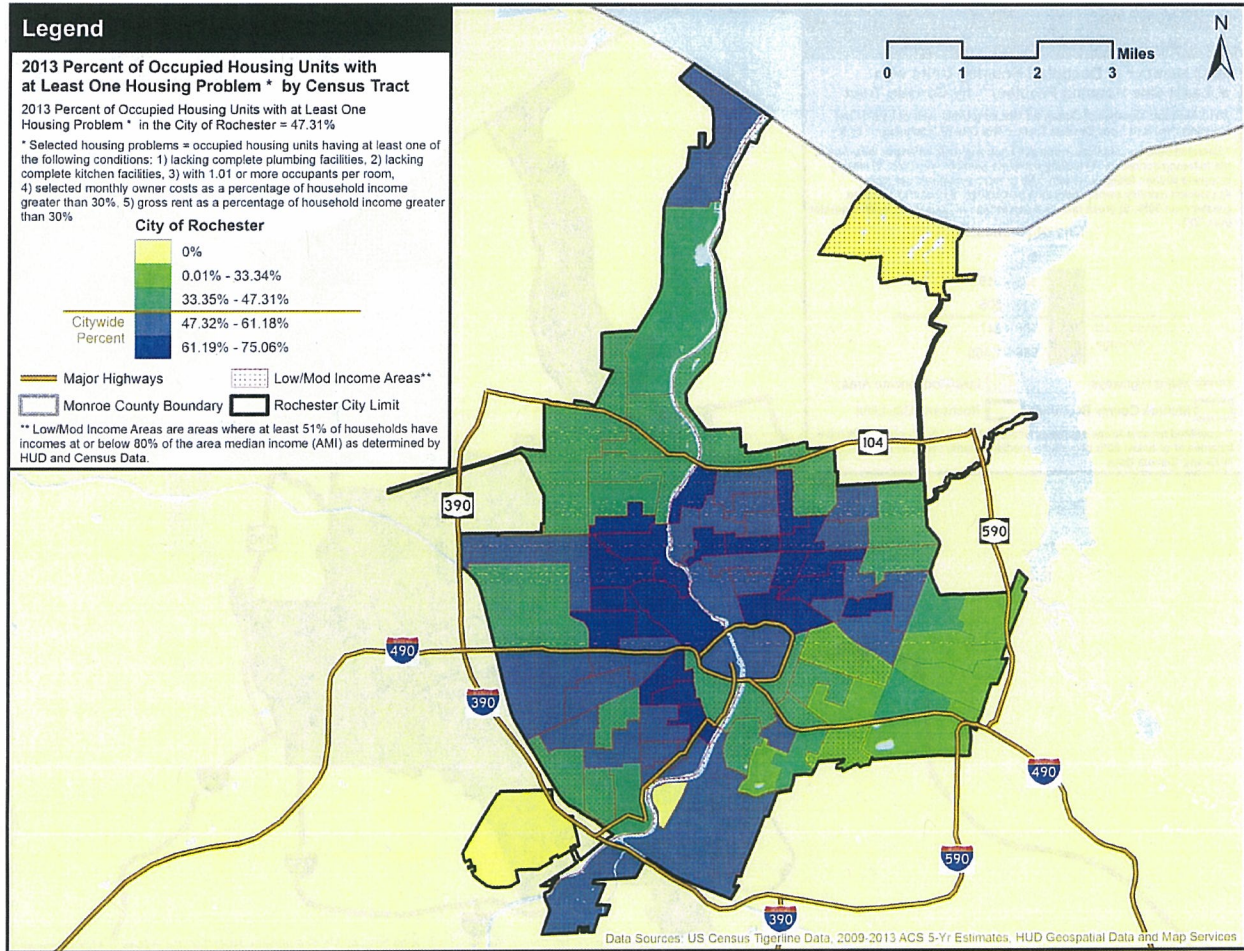 Legend
2013 Percent of Occupied Housing Units with
at Least One Housing Problem * by Census Tract
2013 Percent of Occupied Housing Units with at Least One
Housing Problem * in the City of Rochester = 47.31%
* Selected housing problems = occupied housing units having at least one of
the following conditions: 1) lacking complete plumbing facilities, 2) lacking
complete kitchen facilities, 3) with 1.01 or more occupants per room,
4) selected monthly owner costs as a percentage of household income
greater than 30%, 5) gross rent as a percentage of household income greater
than 30%
City of Rochester
0%
0.01% - 33.34%
33.35% - 47.31%
Citywide
Percent
47.32% - 61.18%
61.19% - 75.06%
Major Highways
Low/Mod Income Areas**
Monroe County Boundary
Rochester City Limit
** Low/Mod Income Areas are areas where at least 51% of households have
incomes at or below 80% of the area median income (AMI) as determined by
HUD and Census Data.
N
Miles
0 1 2 3
104
390
590
490
390
490
590
390
Data Sources: US Census Tigerline Data, 2009-2013 ACS 5-Yr Estimates, HUD Geospatial Data and Map Services